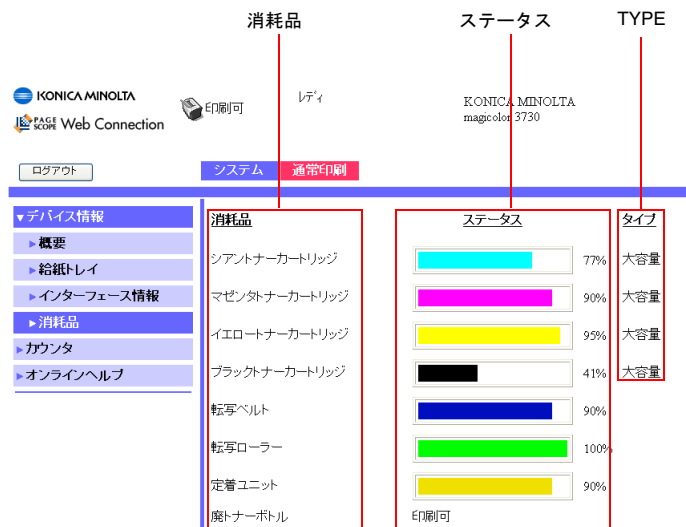 消耗品 ステータス TYPE
KONICA MINOLTA
印刷可
レディ
KONICA MINOLTA
magicolor 3730
PAGE SCOPE Web Connection
ログアウト
システム 通常印刷
▼デバイス情報
▶概要
▶給紙トレイ
▶インターフェース情報
▶消耗品
▶カウンタ
▶オンラインヘルプ
消耗品 ステータス タイプ
シアントナーカートリッジ 77% 大容量
マゼンタトナーカートリッジ 90% 大容量
イエロートナーカートリッジ 95% 大容量
ブラックトナーカートリッジ 41% 大容量
転写ベルト 90%
転写ローラー 100%
定着ユニット 90%
廃トナーボトル 印刷可